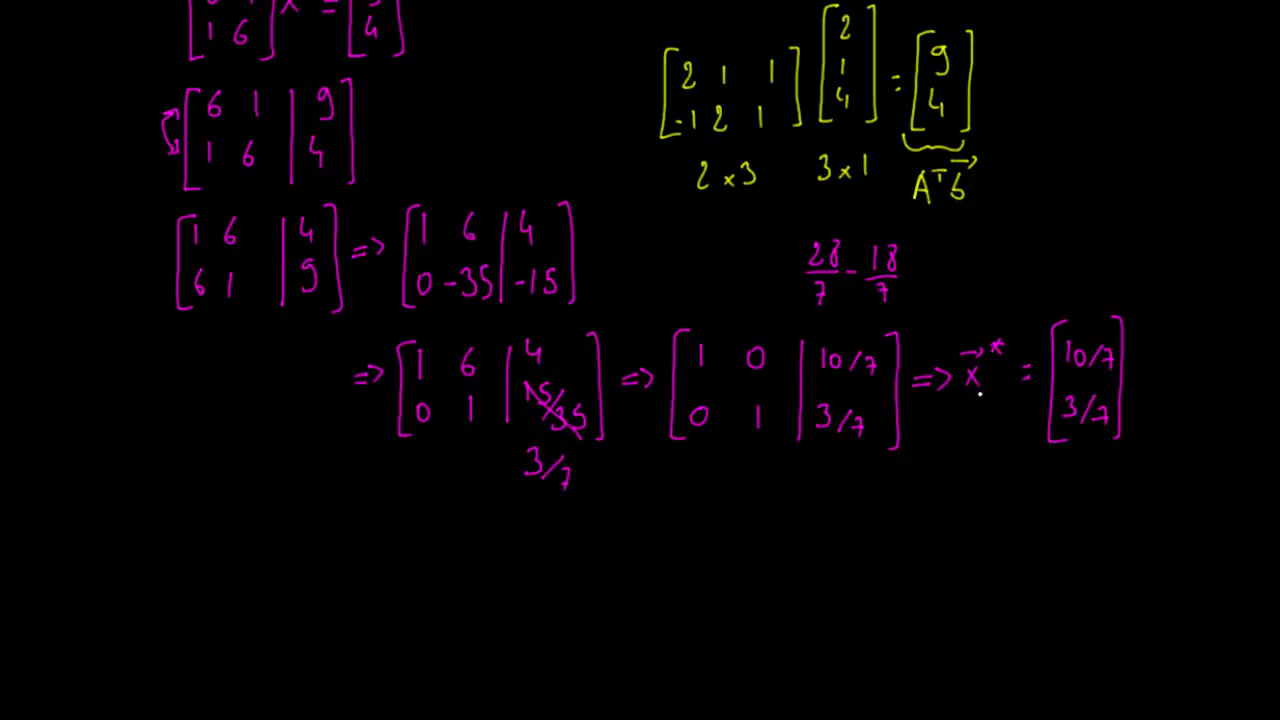 1 6 ] x = [ 4 ]
[ 2 1 1 ; -1 2 1 ] [ 2 ; 1 ; 4 ] = [ 9 ; 4 ]
2 × 3    3 × 1    Aᵀb⃗
[ 6 1 | 9 ; 1 6 | 4 ]
[ 1 6 | 4 ; 6 1 | 9 ] => [ 1 6 | 4 ; 0 -35 | -15 ]
28/7 - 18/7
=> [ 1 6 | 4 ; 0 1 | 15/35 ] => [ 1 0 | 10/7 ; 0 1 | 3/7 ] => x⃗* = [ 10/7 ; 3/7 ]
3/7